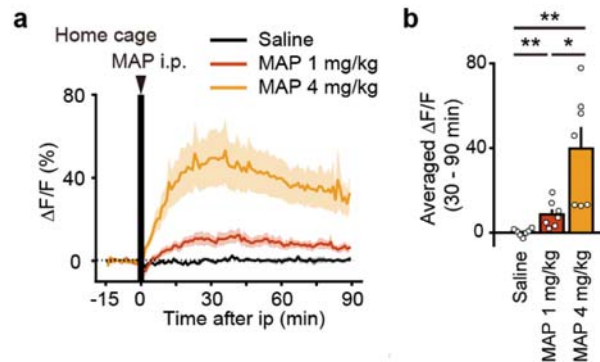 a
Home cage
MAP i.p.
Saline
MAP 1 mg/kg
MAP 4 mg/kg
80
40
0
ΔF/F (%)
-15 0 30 60 90
Time after ip (min)
b
**
** *
80
40
0
Averaged ΔF/F
(30 - 90 min)
Saline
MAP 1 mg/kg
MAP 4 mg/kg